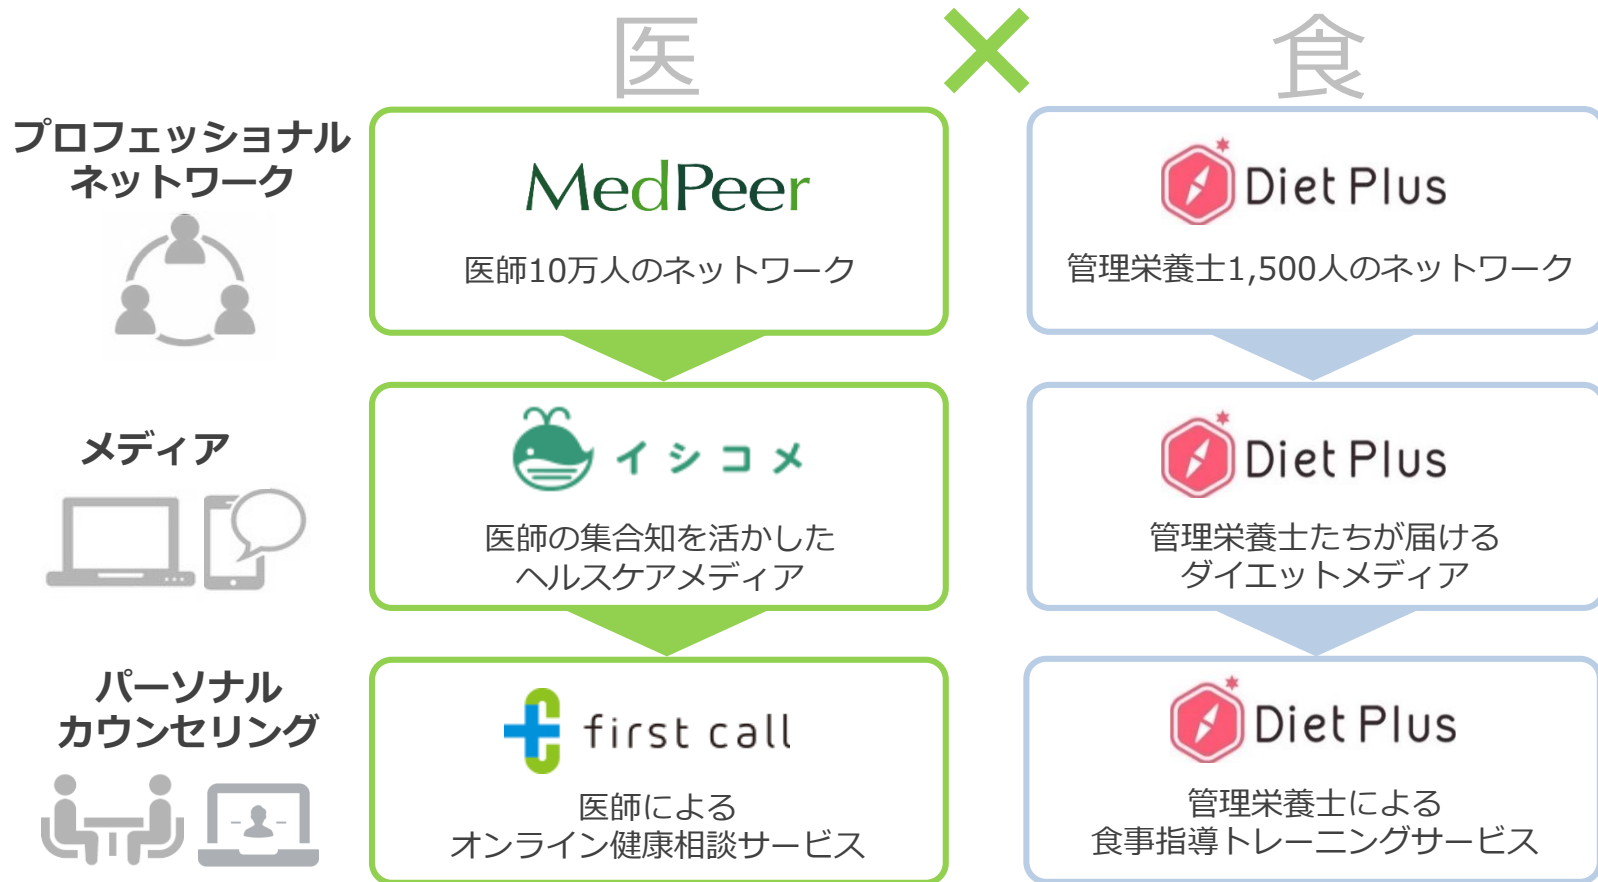 医 × 食
プロフェッショナル
ネットワーク
MedPeer
医師10万人のネットワーク
Diet Plus
管理栄養士1,500人のネットワーク
メディア
イシコメ
医師の集合知を活かした
ヘルスケアメディア
Diet Plus
管理栄養士たちが届ける
ダイエットメディア
パーソナル
カウンセリング
first call
医師による
オンライン健康相談サービス
Diet Plus
管理栄養士による
食事指導トレーニングサービス